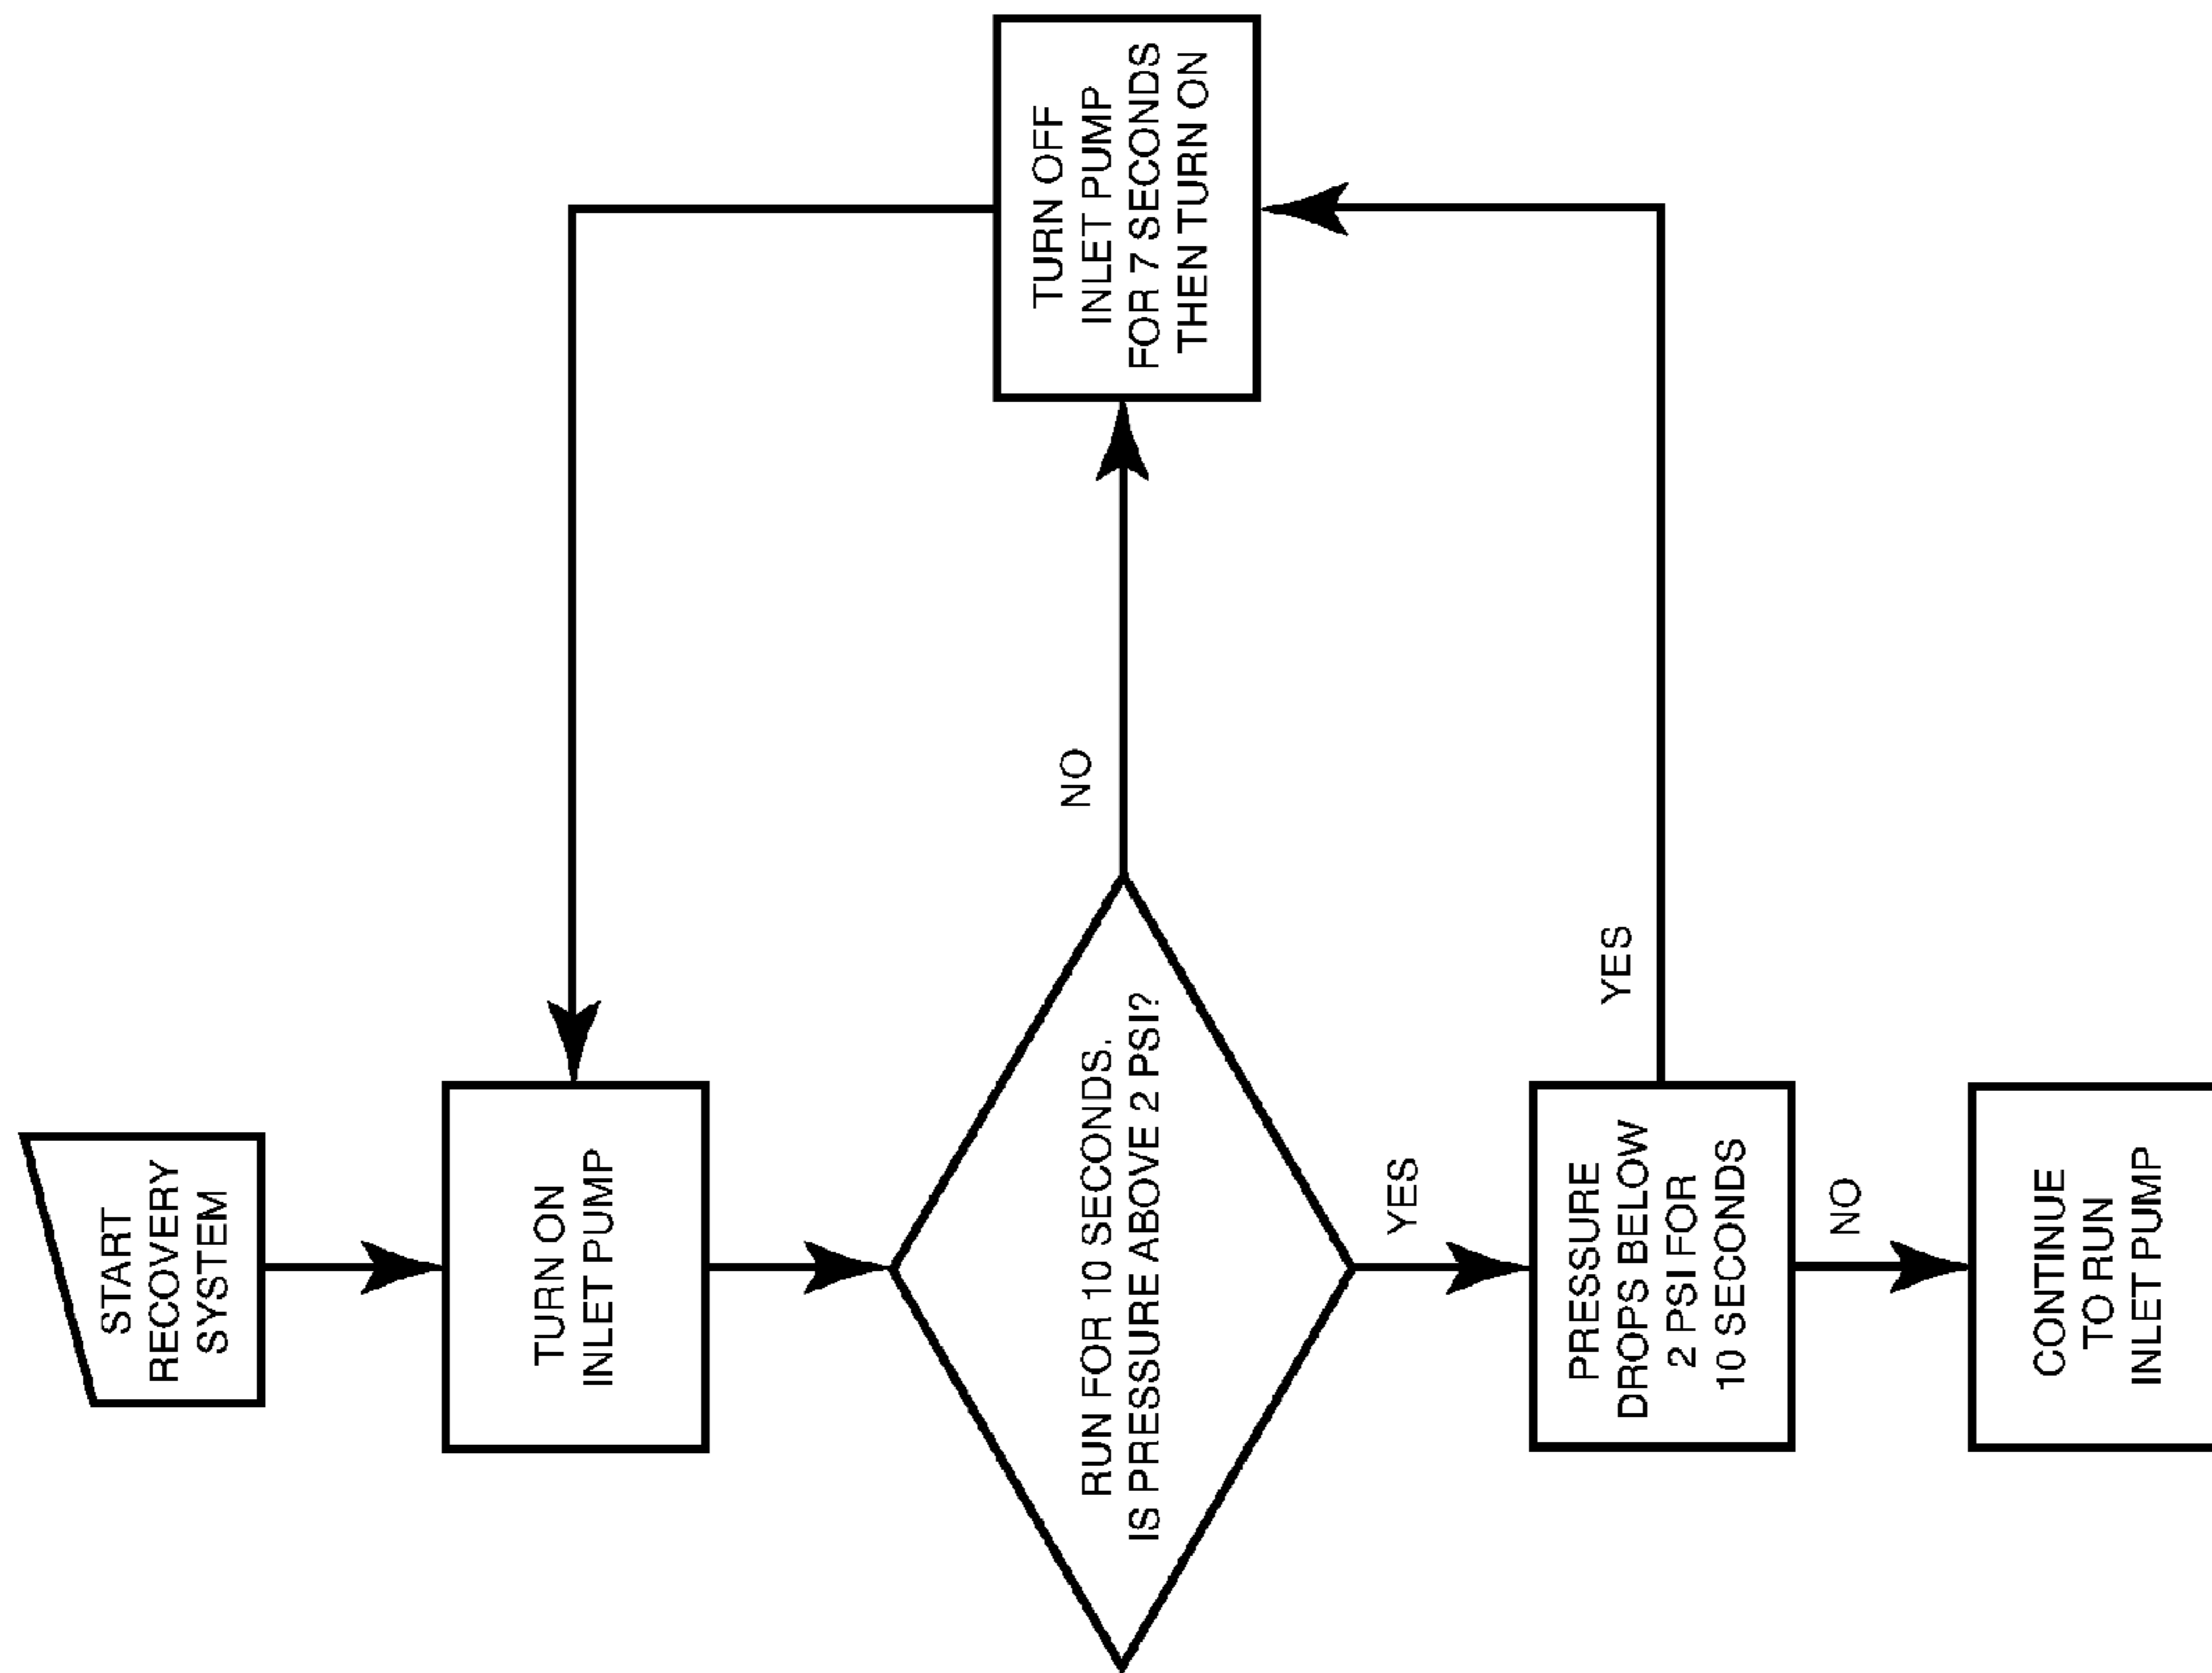 START
RECOVERY
SYSTEM
TURN ON
INLET PUMP
RUN FOR 10 SECONDS.
IS PRESSURE ABOVE 2 PSI?
NO
TURN OFF
INLET PUMP
FOR 7 SECONDS
THEN TURN ON
YES
PRESSURE
DROPS BELOW
2 PSI FOR
10 SECONDS
YES
NO
CONTINUE
TO RUN
INLET PUMP